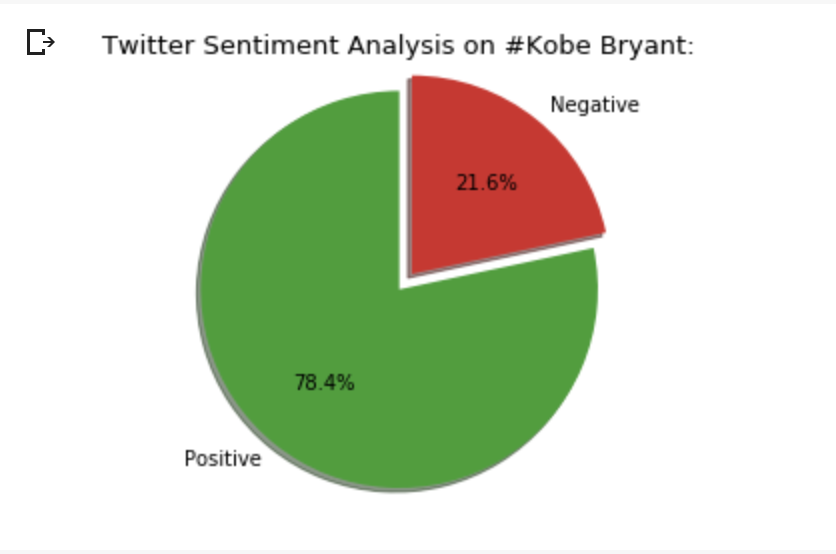 Twitter Sentiment Analysis on #Kobe Bryant:
Negative
21.6%
78.4%
Positive